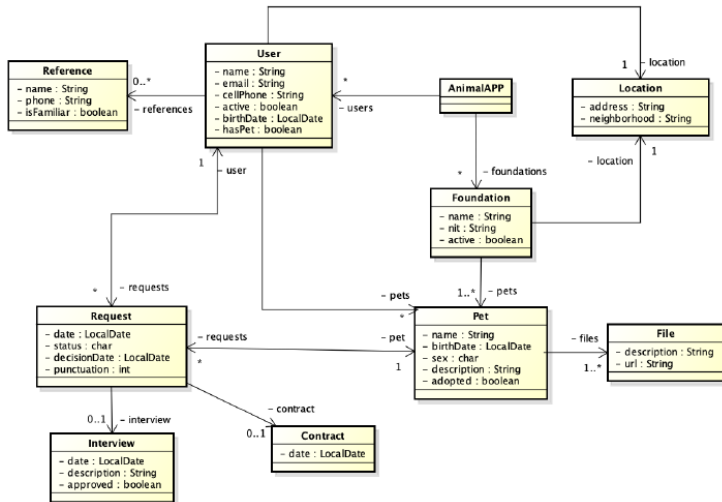 User
- name : String
- email : String
- cellPhone : String
- active : boolean
- birthDate : LocalDate
- hasPet : boolean
Reference
- name : String
- phone : String
- isFamiliar : boolean
0..*
- references
*
- users
AnimalAPP
1
- location
Location
- address : String
- neighborhood : String
- location
1
1
- user
*
- foundations
Foundation
- name : String
- nit : String
- active : boolean
*
- requests
- pets
*
1..*
- pets
Request
- date : LocalDate
- status : char
- decisionDate : LocalDate
- punctuation : int
- requests
*
- pet
1
Pet
- name : String
- birthDate : LocalDate
- sex : char
- description : String
- adopted : boolean
- files
1..*
File
- description : String
- url : String
0..1
- interview
- contract
0..1
Interview
- date : LocalDate
- description : String
- approved : boolean
Contract
- date : LocalDate